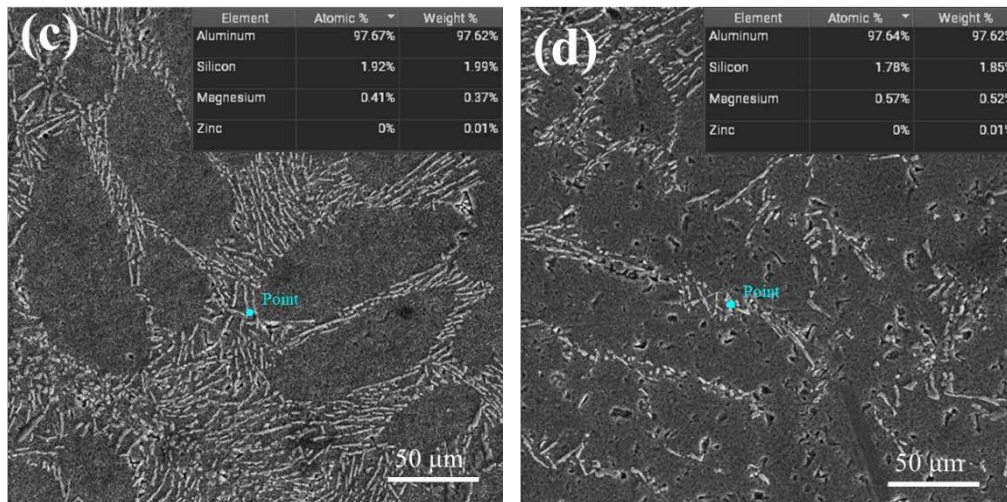 (c)
Element Atomic % Weight %
Aluminum 97.67% 97.62%
Silicon 1.92% 1.99%
Magnesium 0.41% 0.37%
Zinc 0% 0.01%
Point
50 µm
(d)
Element Atomic % Weight %
Aluminum 97.64% 97.62%
Silicon 1.78% 1.85%
Magnesium 0.57% 0.52%
Zinc 0% 0.01%
Point
50 µm